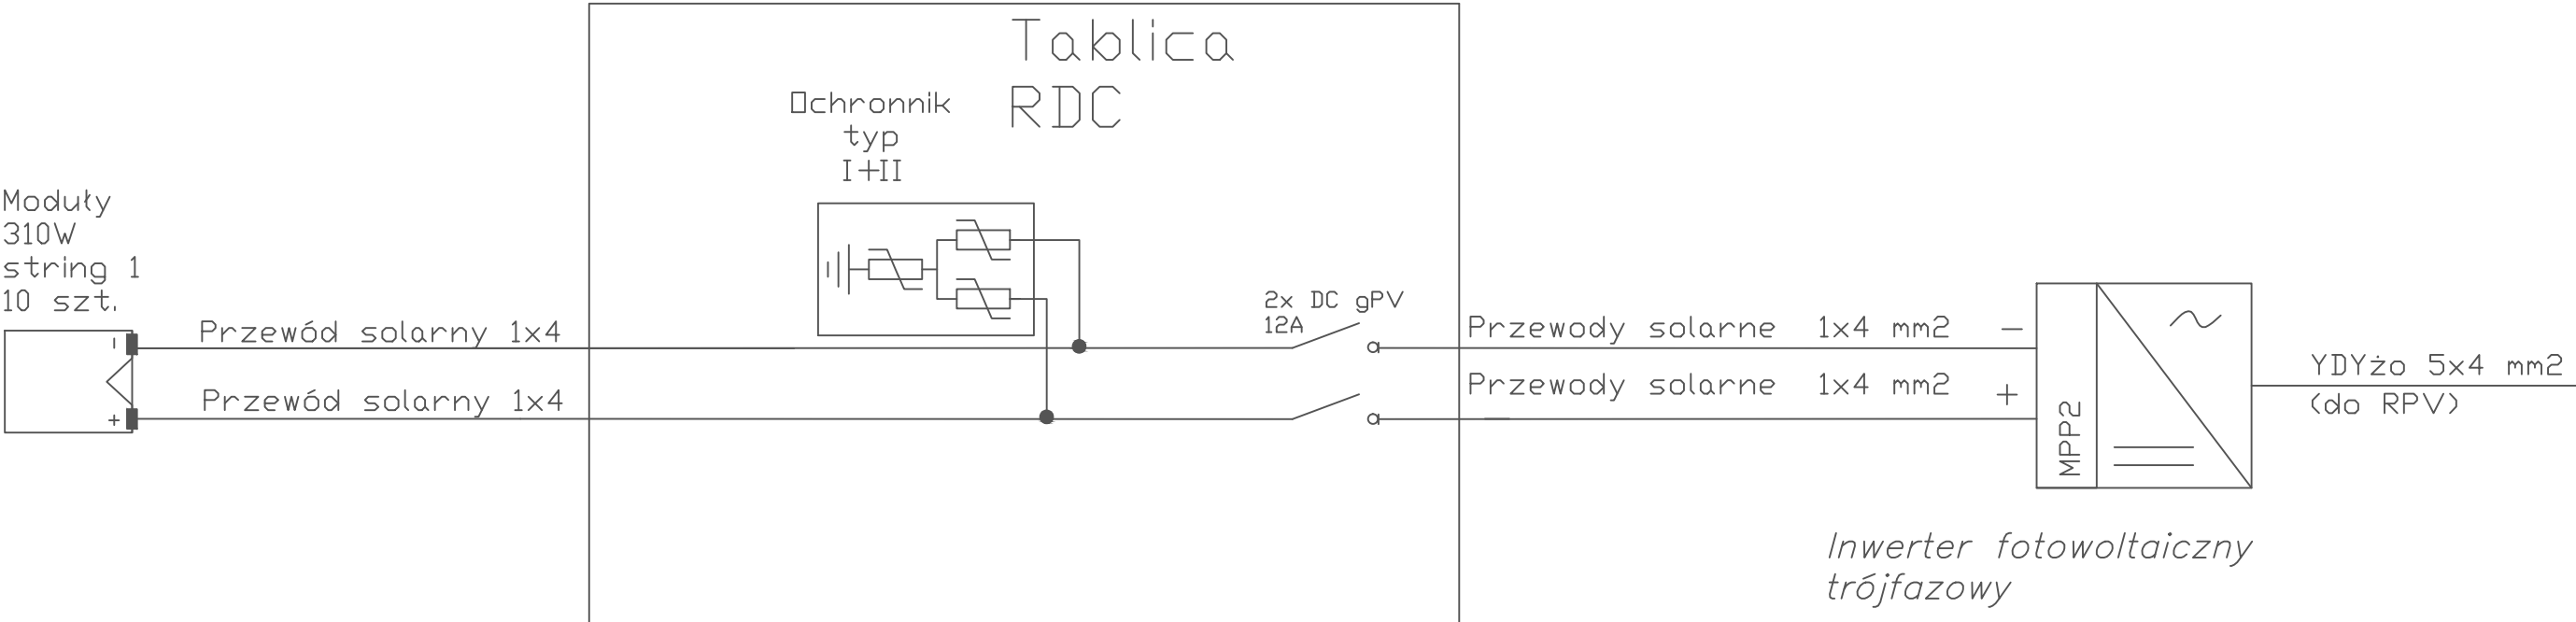 Tablica
RDC
Ochronnik
typ
I+II
Moduły
310W
string 1
10 szt.
Przewód solarny 1x4
Przewód solarny 1x4
-
+
2x DC gPV
12A
Przewody solarne 1x4 mm2 -
Przewody solarne 1x4 mm2 +
MPP2
YDYżo 5x4 mm2
(do RPV)
Inwerter fotowoltaiczny
trójfazowy